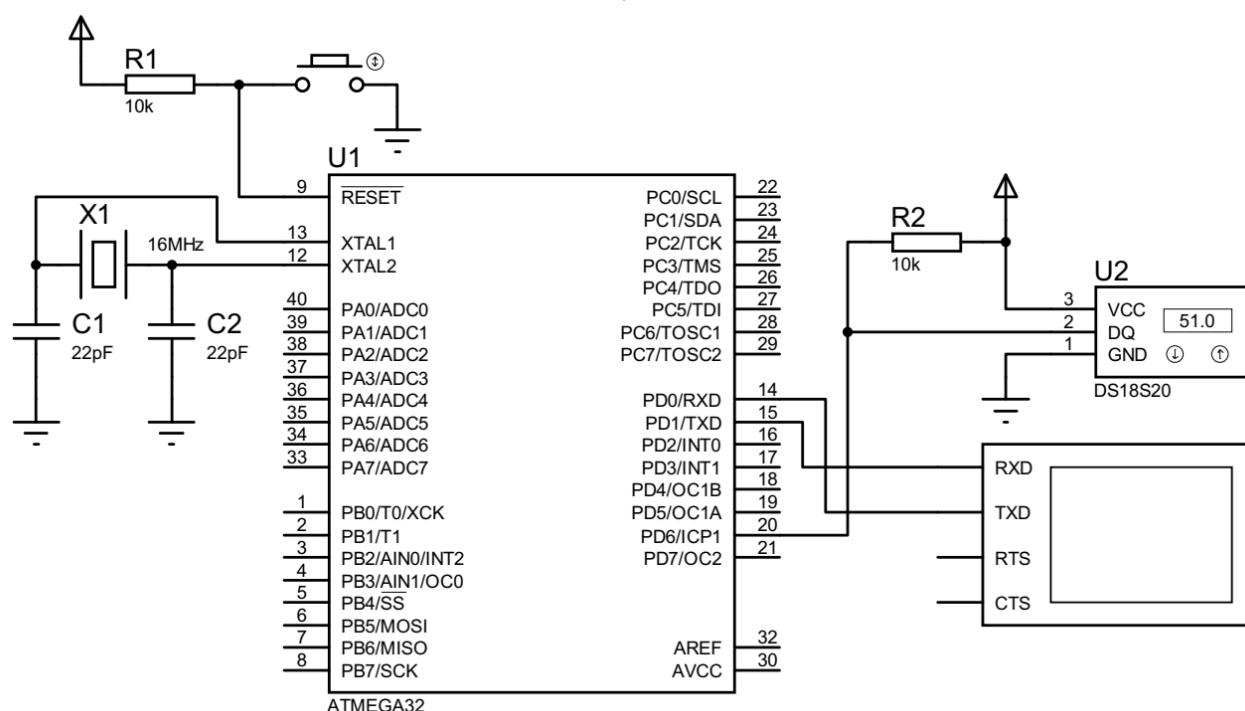 R1
10k
U1
9
RESET
X1
16MHz
13
XTAL1
12
XTAL2
C1
22pF
C2
22pF
40
PA0/ADC0
39
PA1/ADC1
38
PA2/ADC2
37
PA3/ADC3
36
PA4/ADC4
35
PA5/ADC5
34
PA6/ADC6
33
PA7/ADC7
1
PB0/T0/XCK
2
PB1/T1
3
PB2/AIN0/INT2
4
PB3/AIN1/OC0
5
PB4/SS
6
PB5/MOSI
7
PB6/MISO
8
PB7/SCK
PC0/SCL
22
PC1/SDA
23
PC2/TCK
24
PC3/TMS
25
PC4/TDO
26
PC5/TDI
27
PC6/TOSC1
28
PC7/TOSC2
29
PD0/RXD
14
PD1/TXD
15
PD2/INT0
16
PD3/INT1
17
PD4/OC1B
18
PD5/OC1A
19
PD6/ICP1
20
PD7/OC2
21
AREF
32
AVCC
30
ATMEGA32
R2
10k
U2
3
VCC
2
DQ
1
GND
51.0
DS18S20
RXD
TXD
RTS
CTS